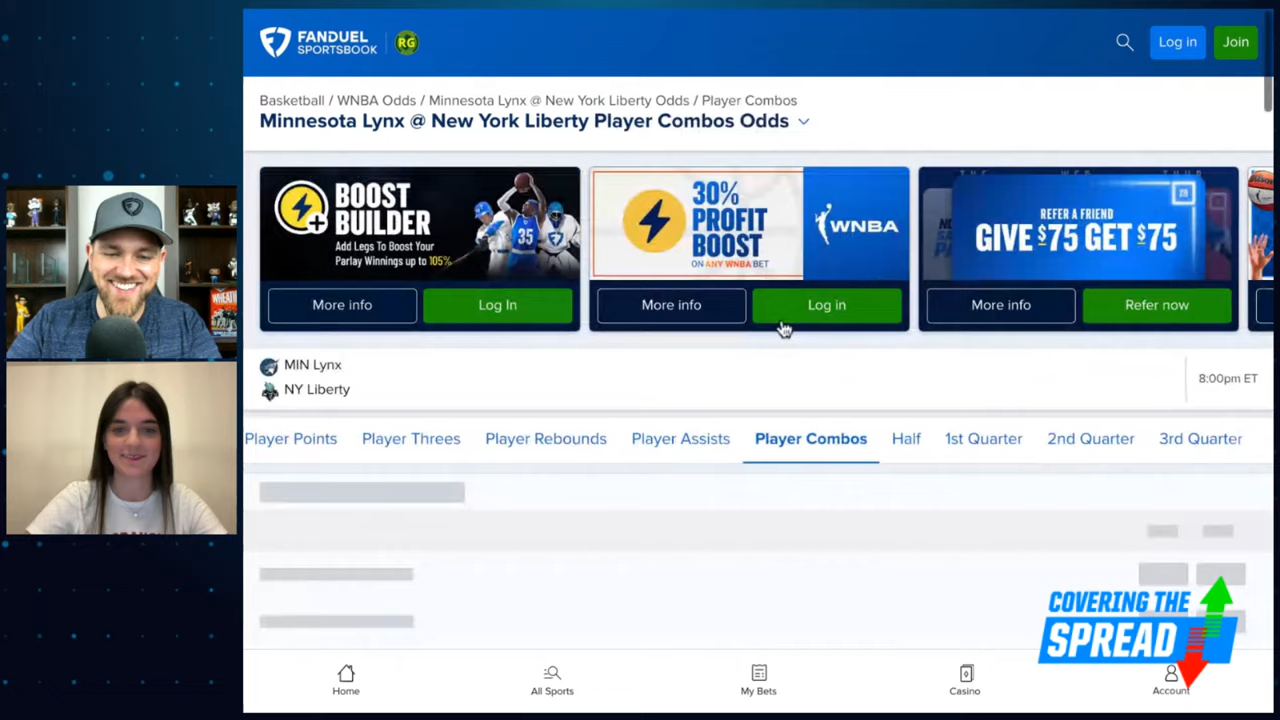 FANDUEL
SPORTSBOOK
RG
Log in
Join
Basketball / WNBA Odds / Minnesota Lynx @ New York Liberty Odds / Player Combos
Minnesota Lynx @ New York Liberty Player Combos Odds
BOOST
BUILDER
Add Legs To Boost Your
Parlay Winnings up to 105%
35
More info
Log In
30%
PROFIT
BOOST
ON ANY WNBA BET
WNBA
More info
Log in
REFER A FRIEND
GIVE $75 GET $75
More info
Refer now
MIN Lynx
NY Liberty
8:00pm ET
Player Points
Player Threes
Player Rebounds
Player Assists
Player Combos
Half
1st Quarter
2nd Quarter
3rd Quarter
COVERING THE
SPREAD
Home
All Sports
My Bets
Casino
Account